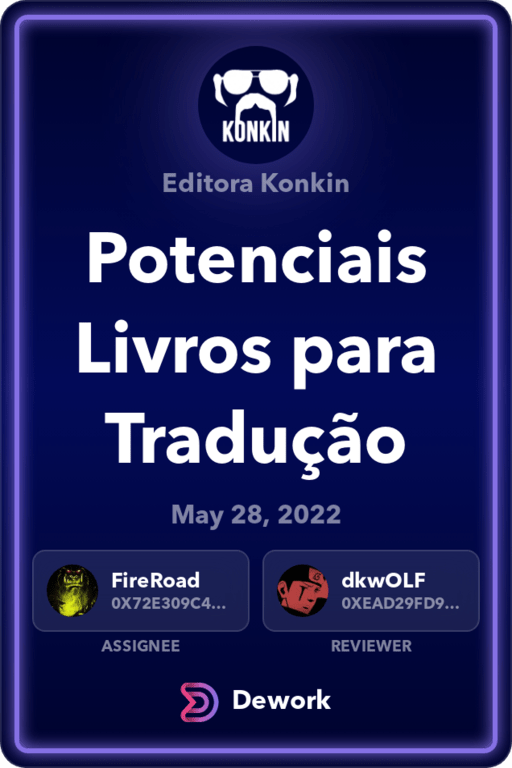 KONKIN
Editora Konkin
Potenciais
Livros para
Tradução
May 28, 2022
FireRoad
0X72E309C4...
ASSIGNEE
dkwOLF
0XEAD29FD9...
REVIEWER
Dework